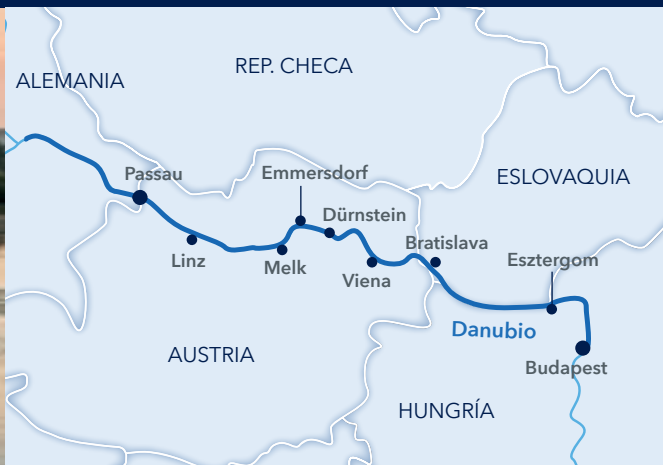 REP. CHECA
ALEMANIA
Passau
Emmersdorf
ESLOVAQUIA
Dürnstein
Linz
Melk
Viena
Bratislava
Esztergom
Danubio
AUSTRIA
Budapest
HUNGRÍA